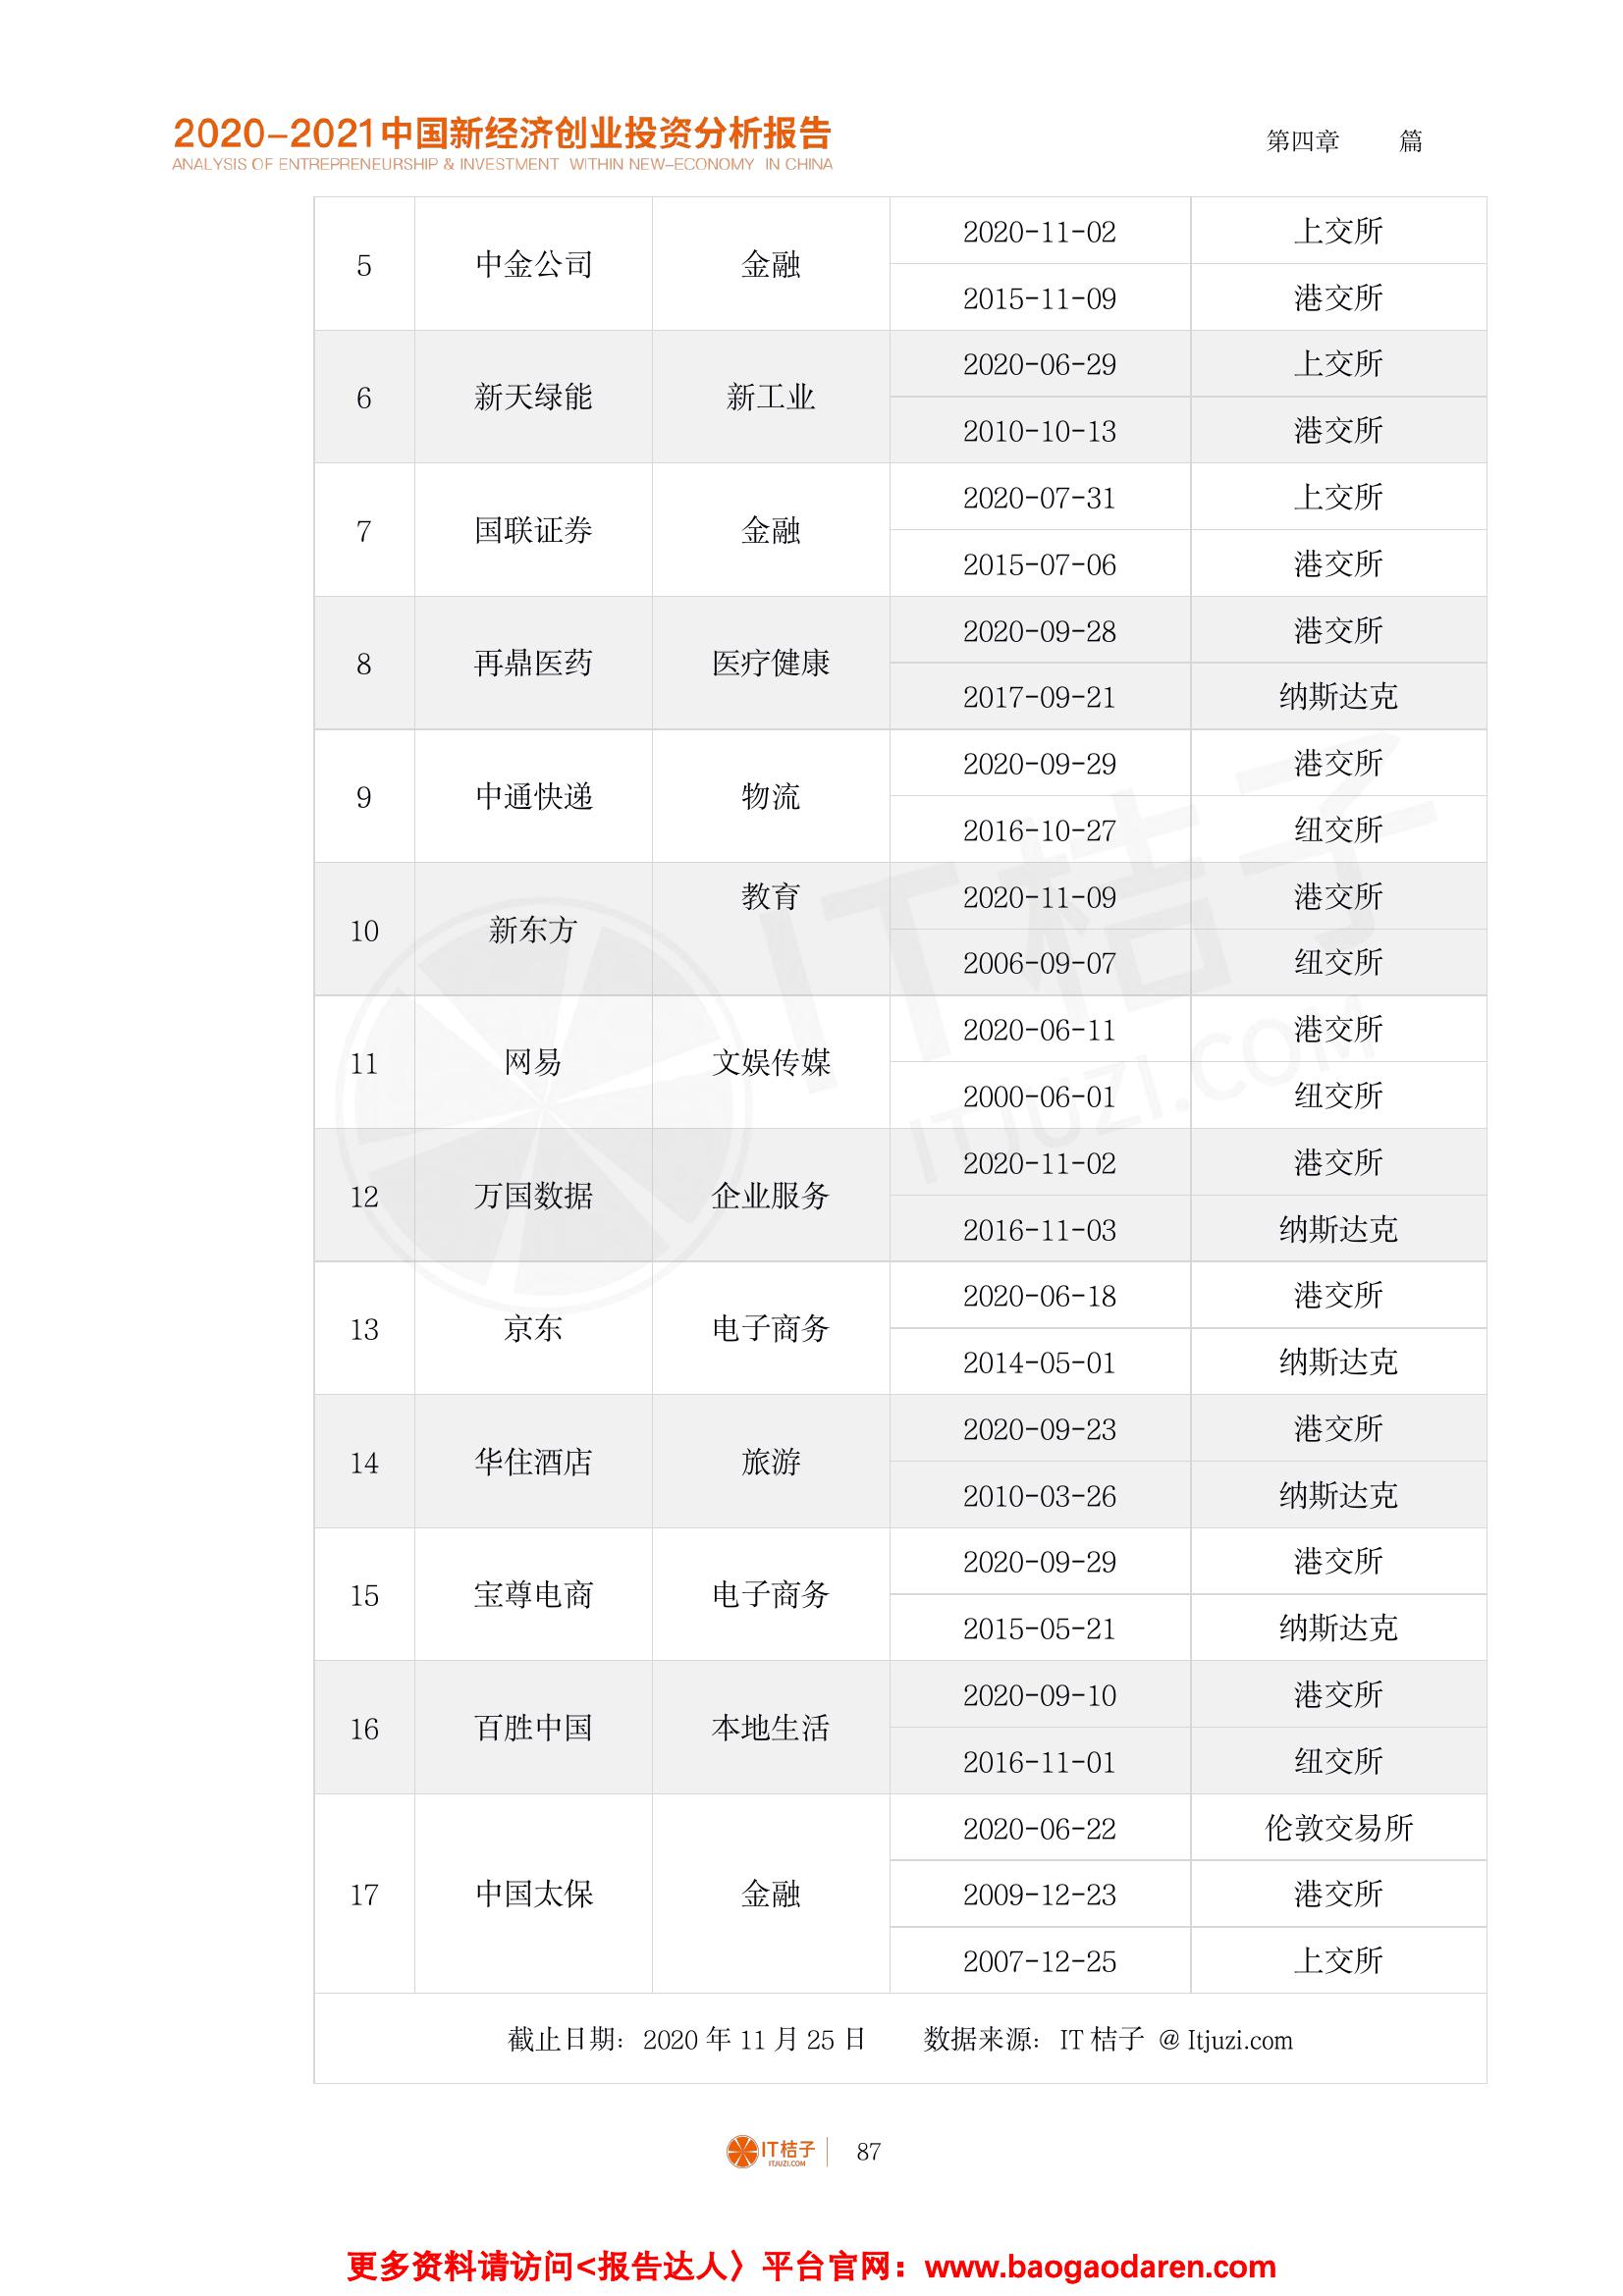 2020-2021中国新经济创业投资分析报告
ANALYSIS OF ENTREPRENEURSHIP & INVESTMENT WITHIN NEW-ECONOMY IN CHINA
第四章 篇
5 中金公司 金融 2020-11-02 上交所
2015-11-09 港交所
6 新天绿能 新工业 2020-06-29 上交所
2010-10-13 港交所
7 国联证券 金融 2020-07-31 上交所
2015-07-06 港交所
8 再鼎医药 医疗健康 2020-09-28 港交所
2017-09-21 纳斯达克
9 中通快递 物流 2020-09-29 港交所
2016-10-27 纽交所
10 新东方 教育 2020-11-09 港交所
2006-09-07 纽交所
11 网易 文娱传媒 2020-06-11 港交所
2000-06-01 纽交所
12 万国数据 企业服务 2020-11-02 港交所
2016-11-03 纳斯达克
13 京东 电子商务 2020-06-18 港交所
2014-05-01 纳斯达克
14 华住酒店 旅游 2020-09-23 港交所
2010-03-26 纳斯达克
15 宝尊电商 电子商务 2020-09-29 港交所
2015-05-21 纳斯达克
16 百胜中国 本地生活 2020-09-10 港交所
2016-11-01 纽交所
17 中国太保 金融 2020-06-22 伦敦交易所
2009-12-23 港交所
2007-12-25 上交所
截止日期：2020 年 11 月 25 日 数据来源：IT 桔子 @ Itjuzi.com
IT桔子
ITJUZI.COM
IT桔子
ITJUZI.COM
87
更多资料请访问<报告达人〉平台官网：www.baogaodaren.com